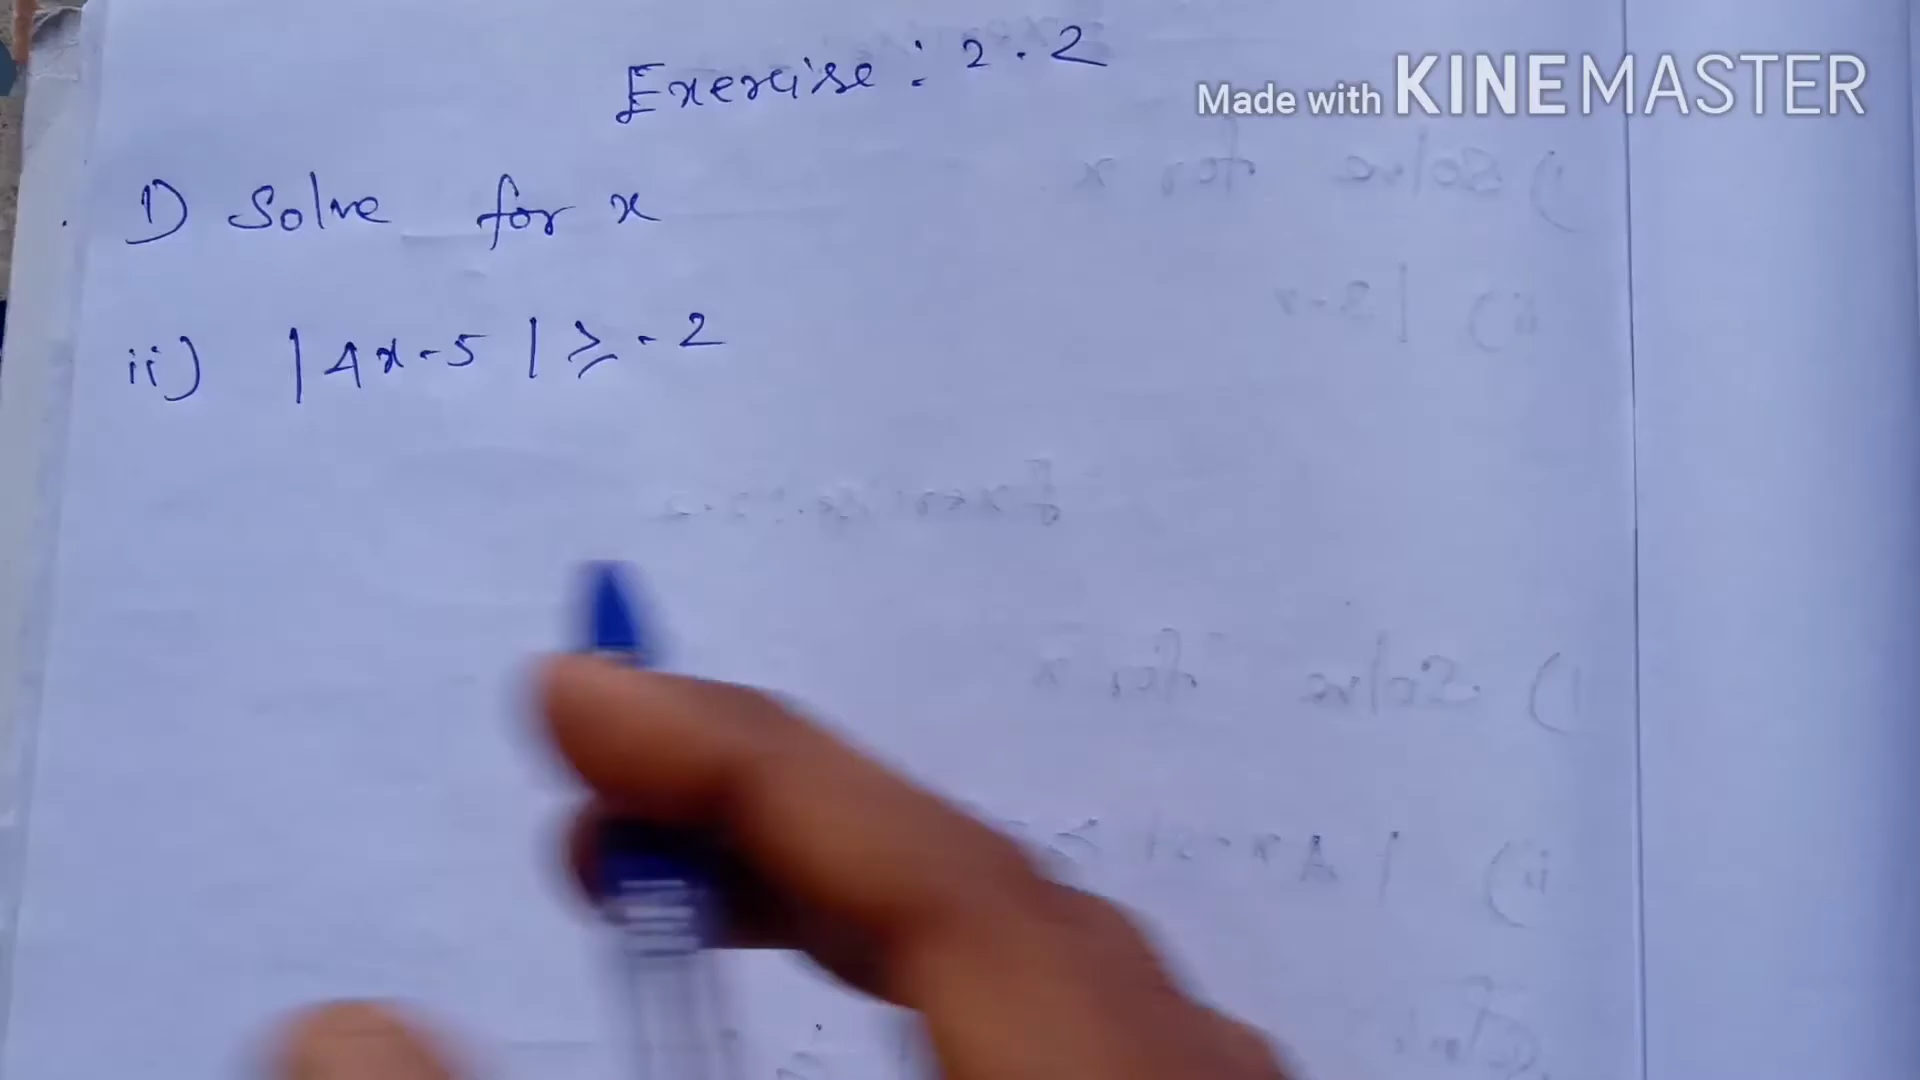 Exercise : 2.2
Made with KINEMASTER
1) Solve for x
ii) |4x-5| ≥ -2